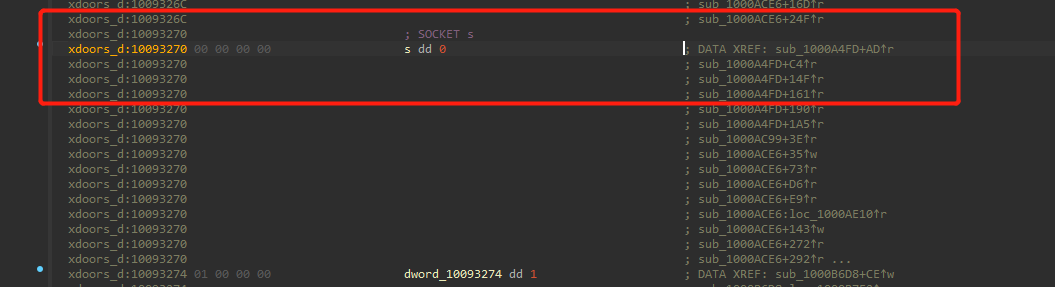 xdoors_d:1009326C ; sub_1000ACE6+16D↑r
xdoors_d:1009326C ; sub_1000ACE6+24F↑r
xdoors_d:10093270 ; SOCKET s
xdoors_d:10093270 00 00 00 00 s dd 0 ; DATA XREF: sub_1000A4FD+AD↑r
xdoors_d:10093270 ; sub_1000A4FD+C4↑r
xdoors_d:10093270 ; sub_1000A4FD+14F↑r
xdoors_d:10093270 ; sub_1000A4FD+161↑r
xdoors_d:10093270 ; sub_1000A4FD+190↑r
xdoors_d:10093270 ; sub_1000A4FD+1A5↑r
xdoors_d:10093270 ; sub_1000AC99+3E↑r
xdoors_d:10093270 ; sub_1000ACE6+35↑w
xdoors_d:10093270 ; sub_1000ACE6+73↑r
xdoors_d:10093270 ; sub_1000ACE6+D6↑r
xdoors_d:10093270 ; sub_1000ACE6+E9↑r
xdoors_d:10093270 ; sub_1000ACE6:loc_1000AE10↑r
xdoors_d:10093270 ; sub_1000ACE6+143↑w
xdoors_d:10093270 ; sub_1000ACE6+272↑r
xdoors_d:10093270 ; sub_1000ACE6+292↑r ...
xdoors_d:10093274 01 00 00 00 dword_10093274 dd 1 ; DATA XREF: sub_1000B6D8+CE↑w